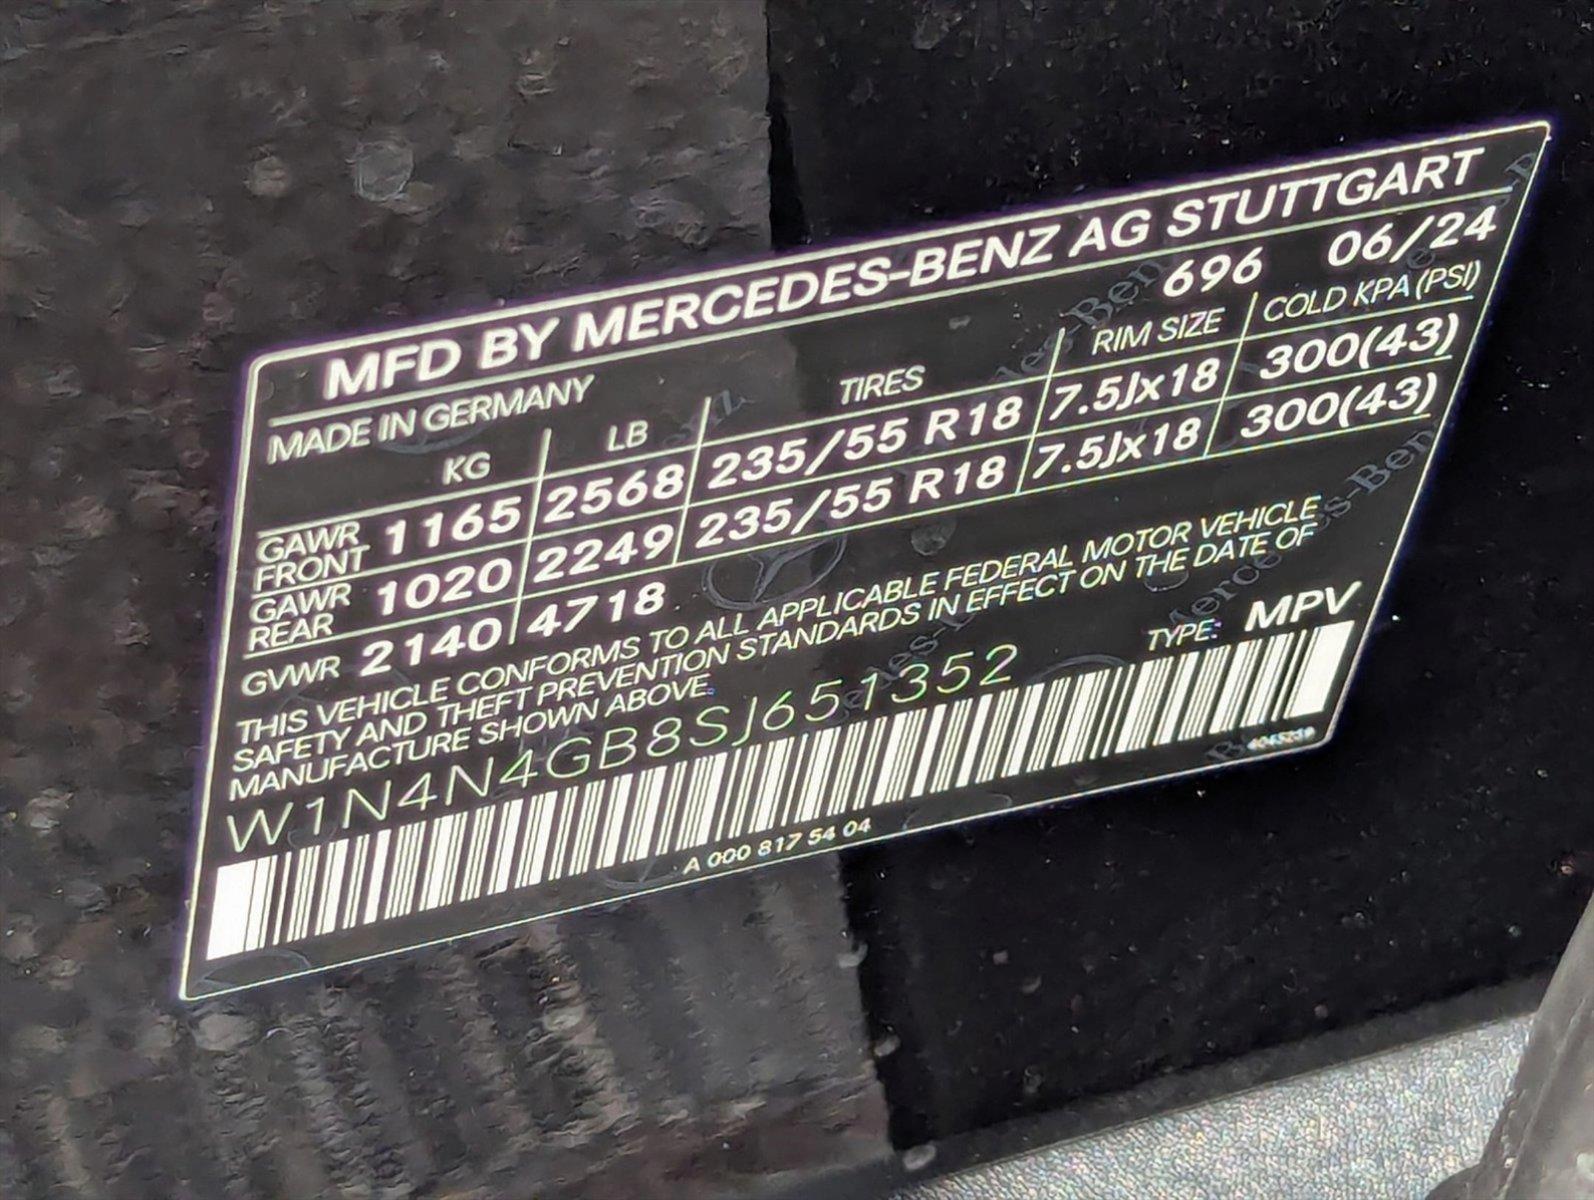 MFD BY MERCEDES-BENZ AG STUTTGART
MADE IN GERMANY 696 06/24
KG LB TIRES RIM SIZE COLD KPA (PSI)
GAWR FRONT 1165 2568 235/55 R18 7.5Jx18 300(43)
GAWR REAR 1020 2249 235/55 R18 7.5Jx18 300(43)
GVWR 2140 4718
THIS VEHICLE CONFORMS TO ALL APPLICABLE FEDERAL MOTOR VEHICLE
SAFETY AND THEFT PREVENTION STANDARDS IN EFFECT ON THE DATE OF
MANUFACTURE SHOWN ABOVE.
TYPE: MPV
W1N4N4GB8SJ651352
A 000 817 54 04